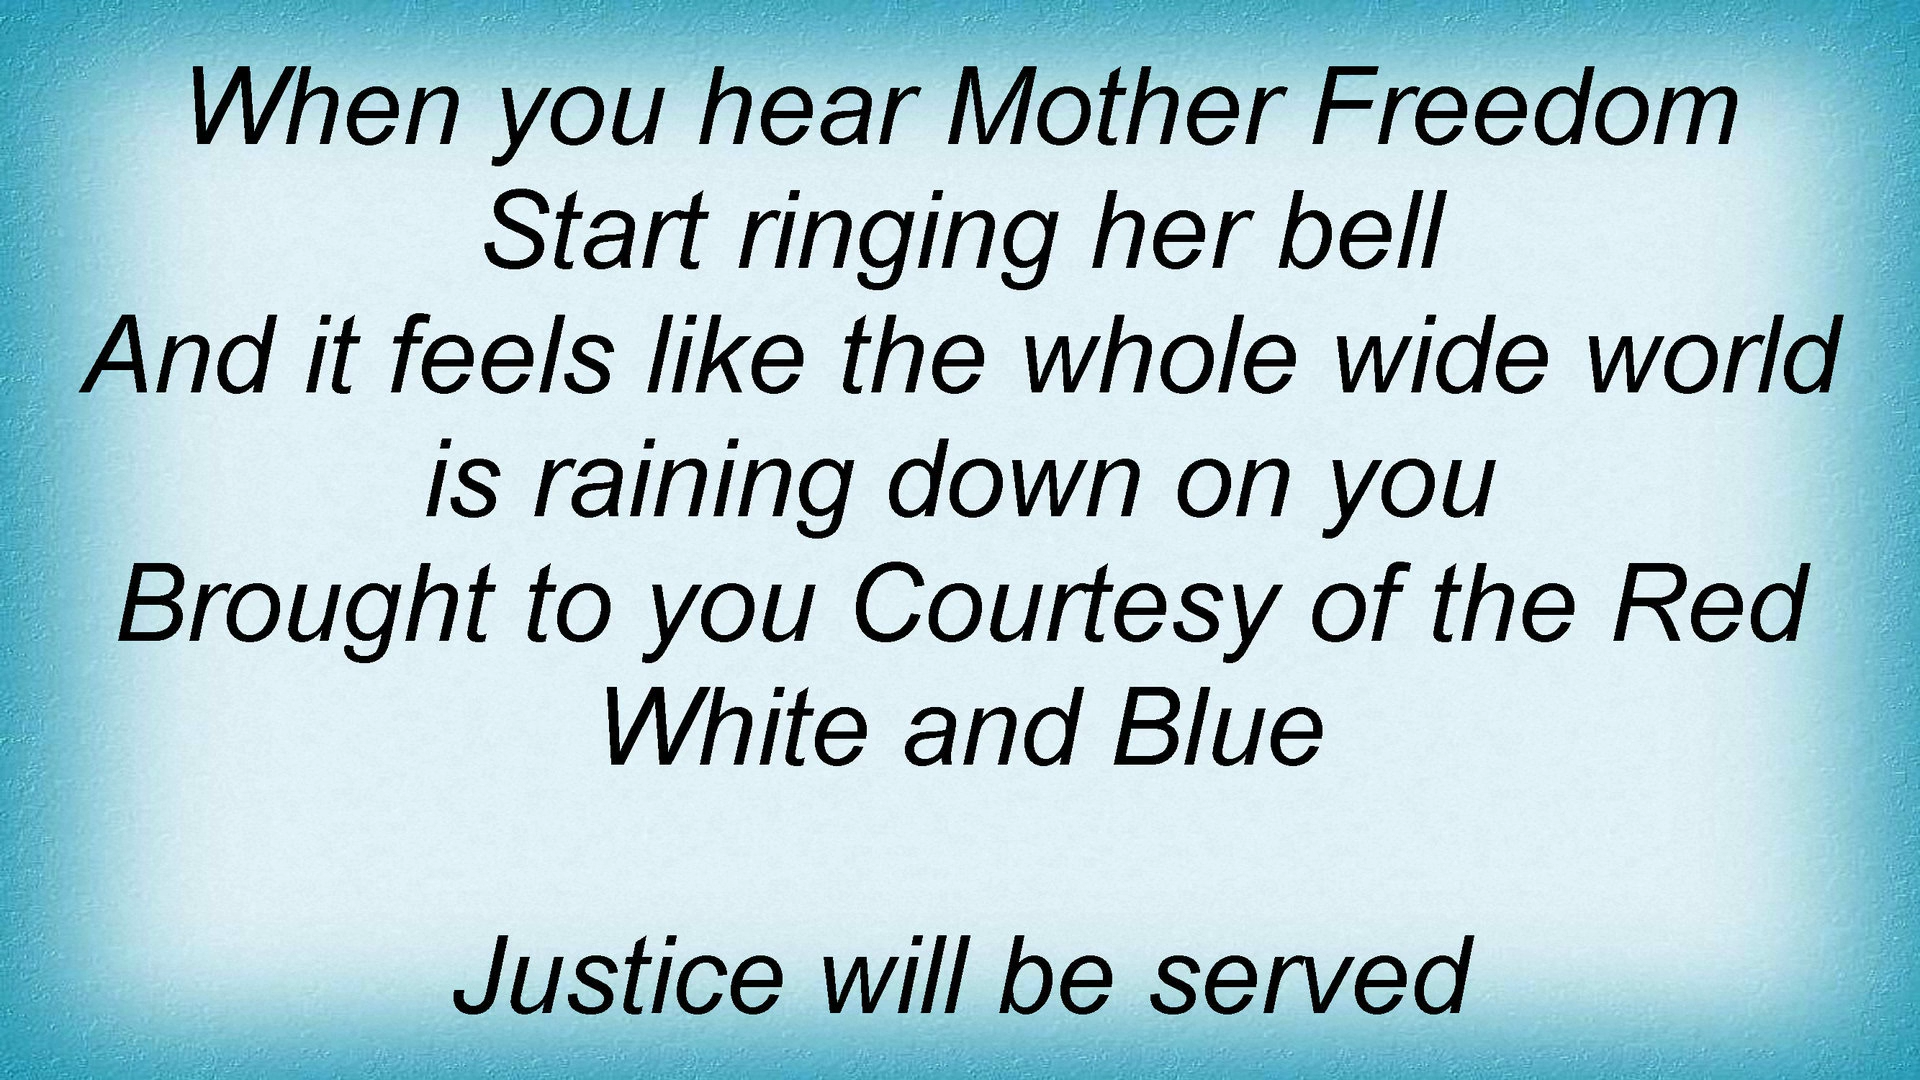 When you hear Mother Freedom
Start ringing her bell
And it feels like the whole wide world
is raining down on you
Brought to you Courtesy of the Red
White and Blue
Justice will be served